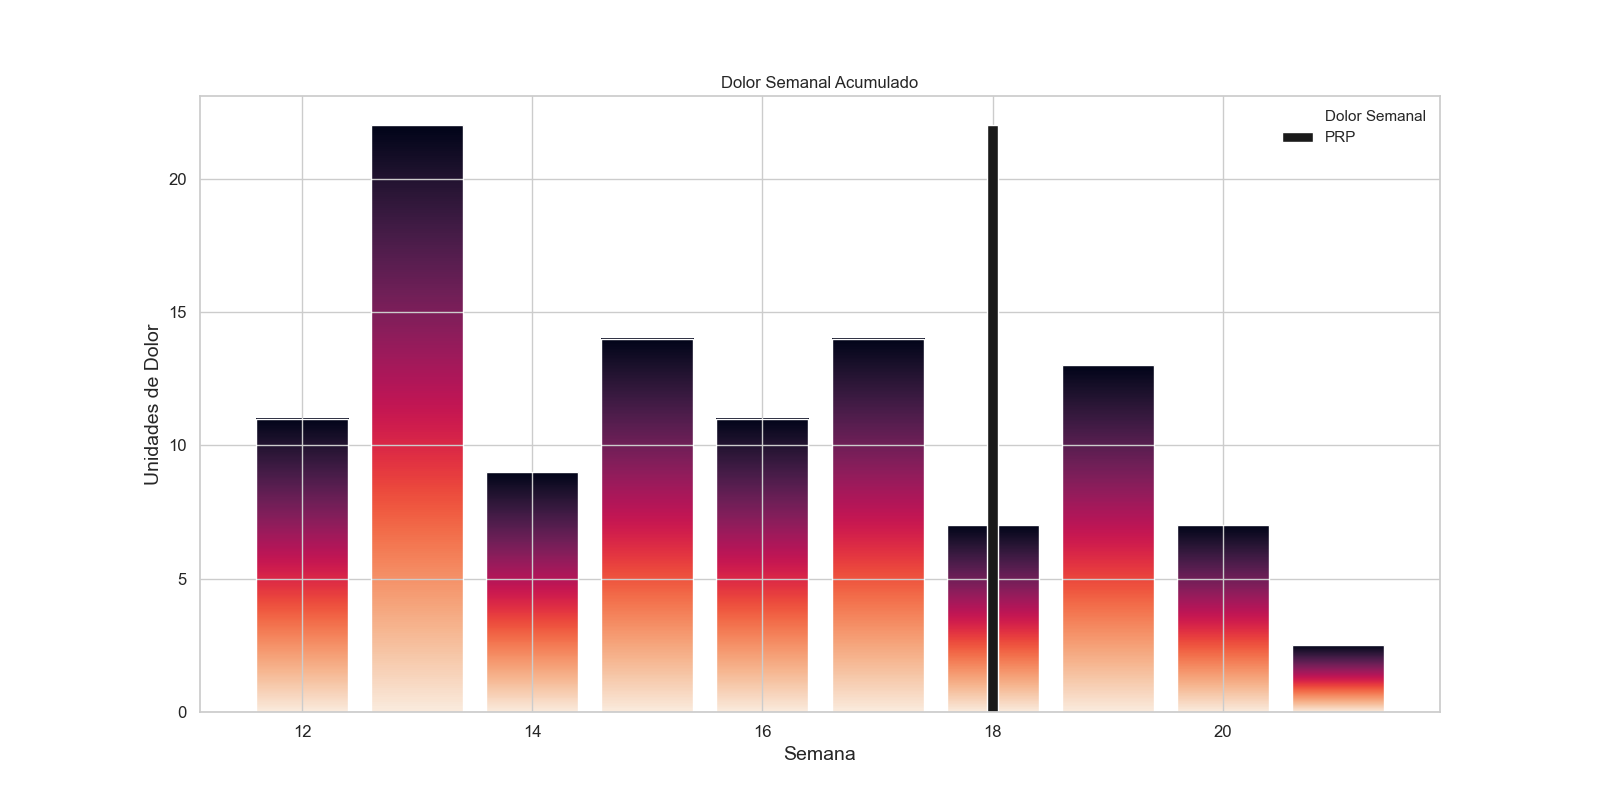 Dolor Semanal Acumulado
Dolor Semanal
PRP
Unidades de Dolor
20
15
10
5
0
12 14 16 18 20
Semana